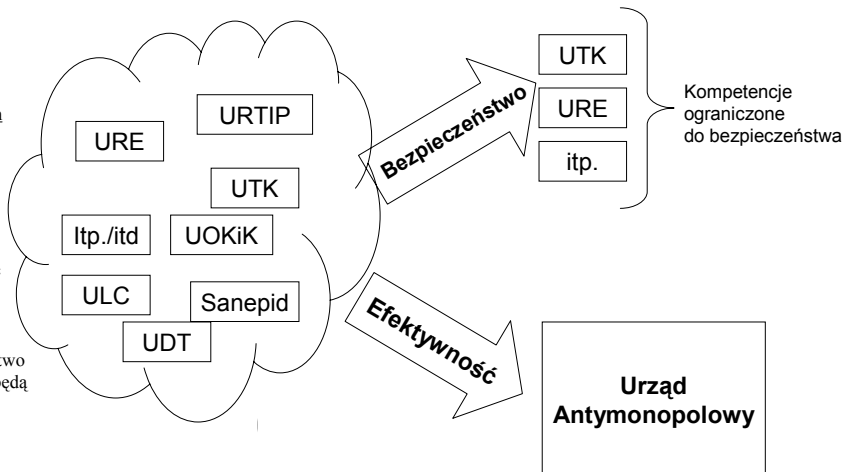 URTIP
URE
UTK
Itp./itd
UOKiK
ULC
Sanepid
UDT
Bezpieczeństwo
UTK
URE
itp.
Kompetencje
ograniczone
do bezpieczeństwa
Efektywność
Urząd
Antymonopolowy